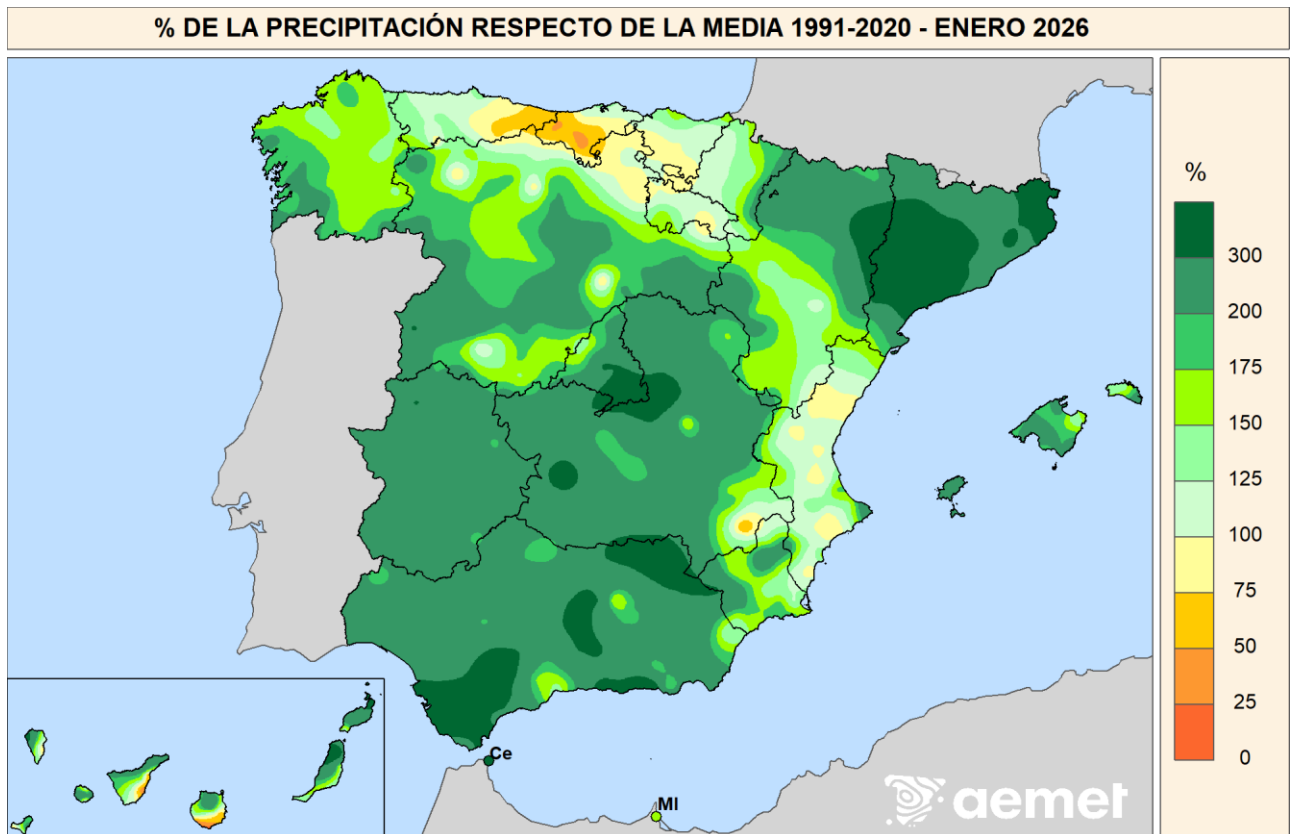 % DE LA PRECIPITACIÓN RESPECTO DE LA MEDIA 1991-2020 - ENERO 2026
%
300
200
175
150
125
100
75
50
25
0
Ce
Ml
aemet